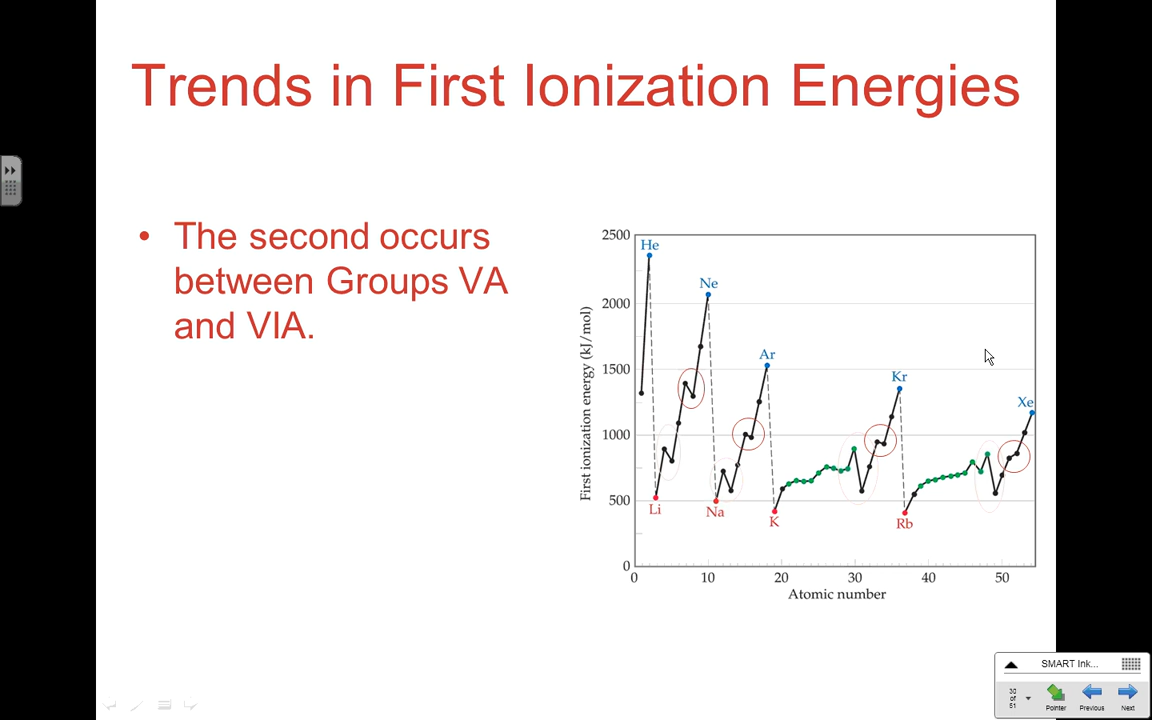 Trends in First Ionization Energies
• The second occurs
between Groups VA
and VIA.
2500
2000
1500
1000
500
0
First ionization energy (kJ/mol)
He
Ne
Ar
Kr
Xe
Li
Na
K
Rb
0 10 20 30 40 50
Atomic number
SMART Ink...
30
of
51
Pointer
Previous
Next